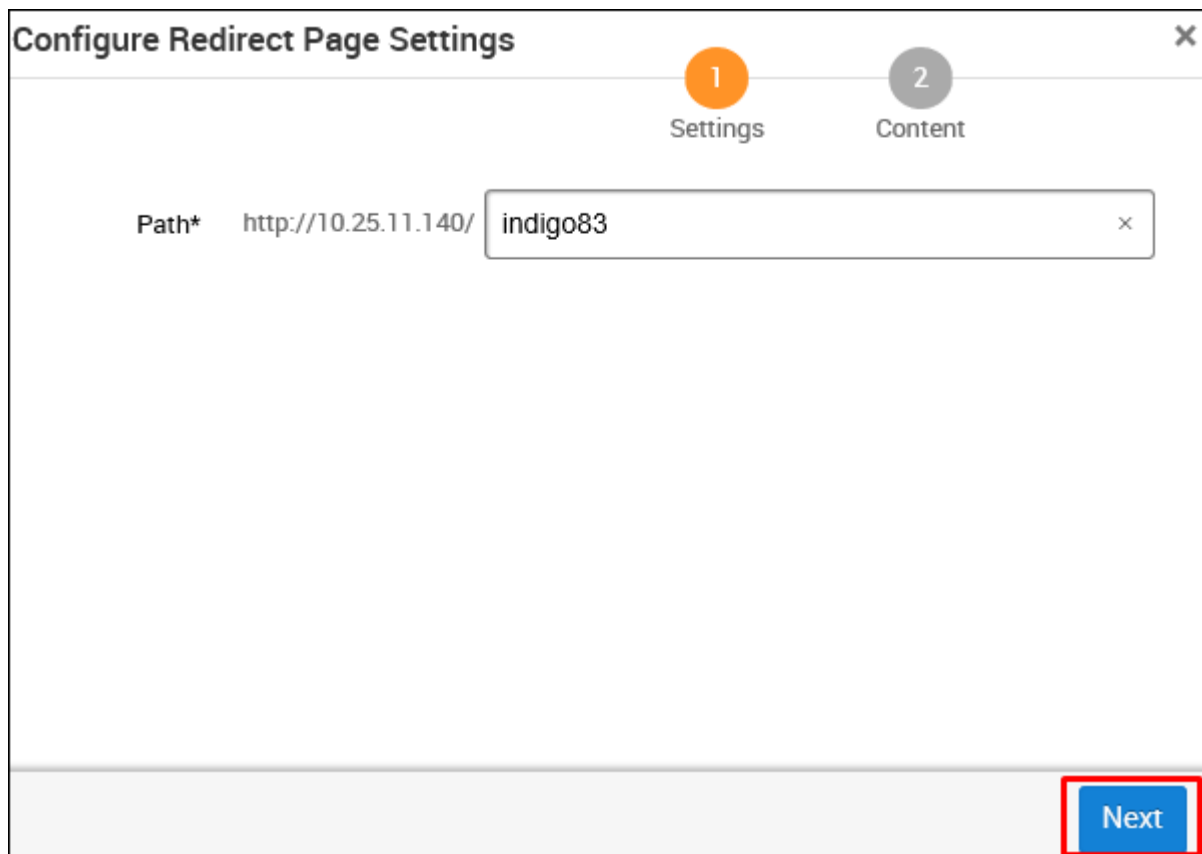 Configure Redirect Page Settings ×
1 2
Settings Content
Path* http://10.25.11.140/ indigo83 ×
Next